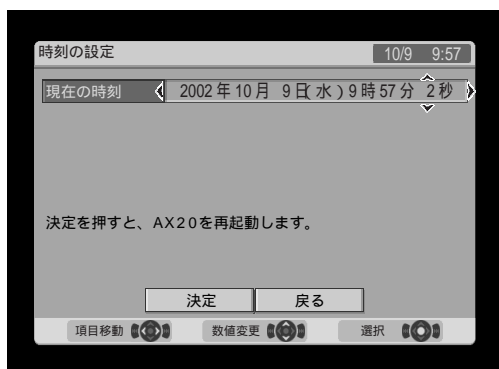 時刻の設定 10/9 9:57
現在の時刻 2002年10月 9日(水)9時57分 2秒
決定を押すと、AX20を再起動します。
決定 戻る
項目移動 数値変更 選択